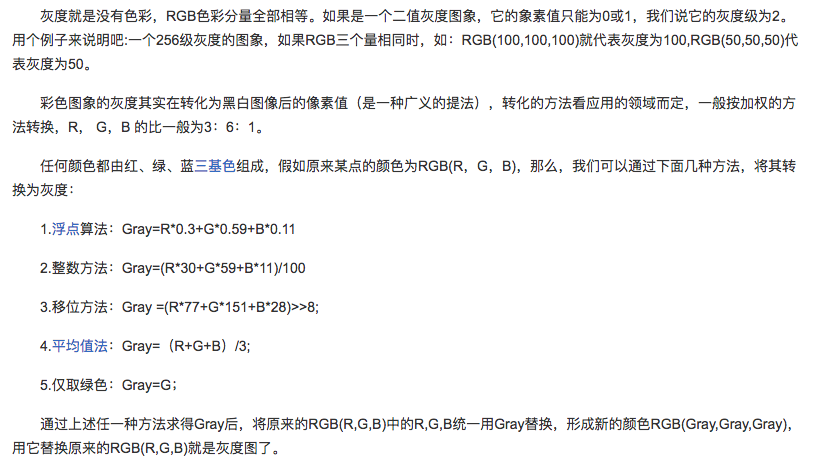 灰度就是没有色彩，RGB色彩分量全部相等。如果是一个二值灰度图象，它的象素值只能为0或1，我们说它的灰度级为2。
用个例子来说明吧:一个256级灰度的图象，如果RGB三个量相同时，如：RGB(100,100,100)就代表灰度为100,RGB(50,50,50)代
表灰度为50。
彩色图象的灰度其实在转化为黑白图像后的像素值（是一种广义的提法），转化的方法看应用的领域而定，一般按加权的方
法转换，R， G，B 的比一般为3：6：1。
任何颜色都由红、绿、蓝三基色组成，假如原来某点的颜色为RGB(R，G，B)，那么，我们可以通过下面几种方法，将其转
换为灰度：
1.浮点算法：Gray=R*0.3+G*0.59+B*0.11
2.整数方法：Gray=(R*30+G*59+B*11)/100
3.移位方法：Gray =(R*77+G*151+B*28)>>8;
4.平均值法：Gray=（R+G+B）/3;
5.仅取绿色：Gray=G；
通过上述任一种方法求得Gray后，将原来的RGB(R,G,B)中的R,G,B统一用Gray替换，形成新的颜色RGB(Gray,Gray,Gray)，
用它替换原来的RGB(R,G,B)就是灰度图了。